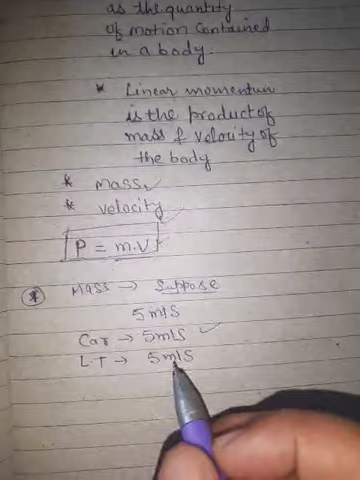 as the quantity
of motion contained
in a body.
* Linear momentum
is the product of
mass & velocity of
the body
* mass,
* velocity
P = m.V
* Mass → Suppose
5 m/s
Car → 5 m/s
L.T → 5 m/s